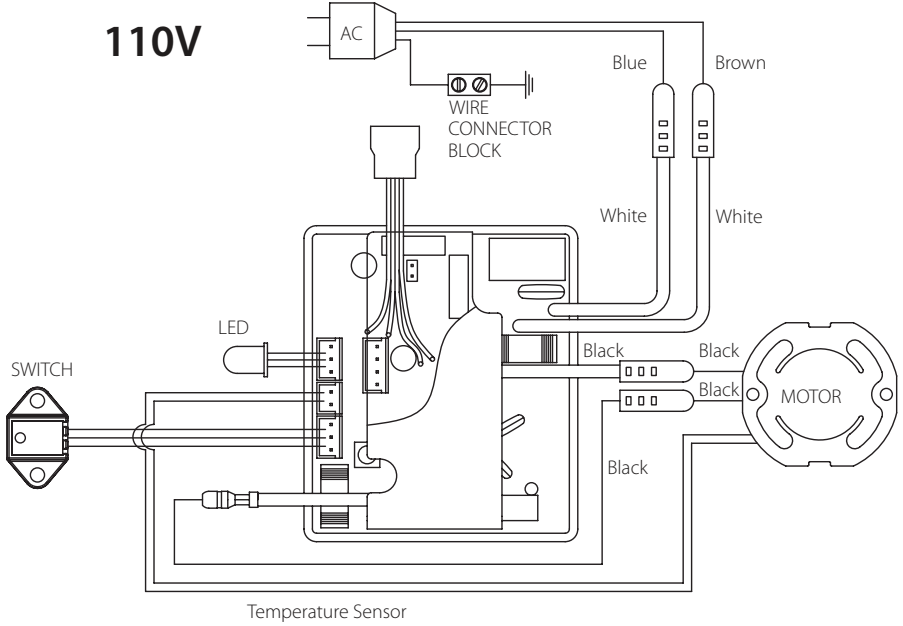 110V
AC
Blue
Brown
WIRE
CONNECTOR
BLOCK
White
White
LED
SWITCH
Black
Black
Black
MOTOR
Black
Temperature Sensor